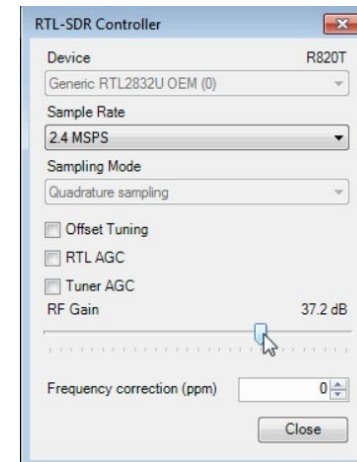 RTL-SDR Controller
Device R820T
Generic RTL2832U OEM (0)
Sample Rate
2.4 MSPS
Sampling Mode
Quadrature sampling
Offset Tuning
RTL AGC
Tuner AGC
RF Gain 37.2 dB
Frequency correction (ppm) 0
Close